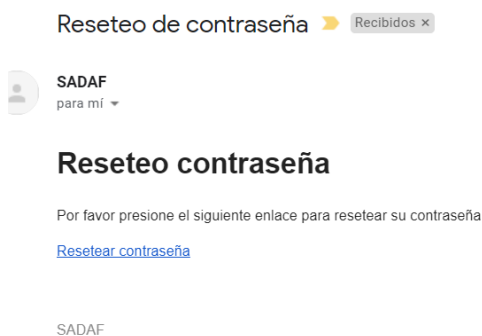 Reseteo de contraseña Recibidos ×
SADAF
para mí
Reseteo contraseña
Por favor presione el siguiente enlace para resetear su contraseña
Resetear contraseña
SADAF